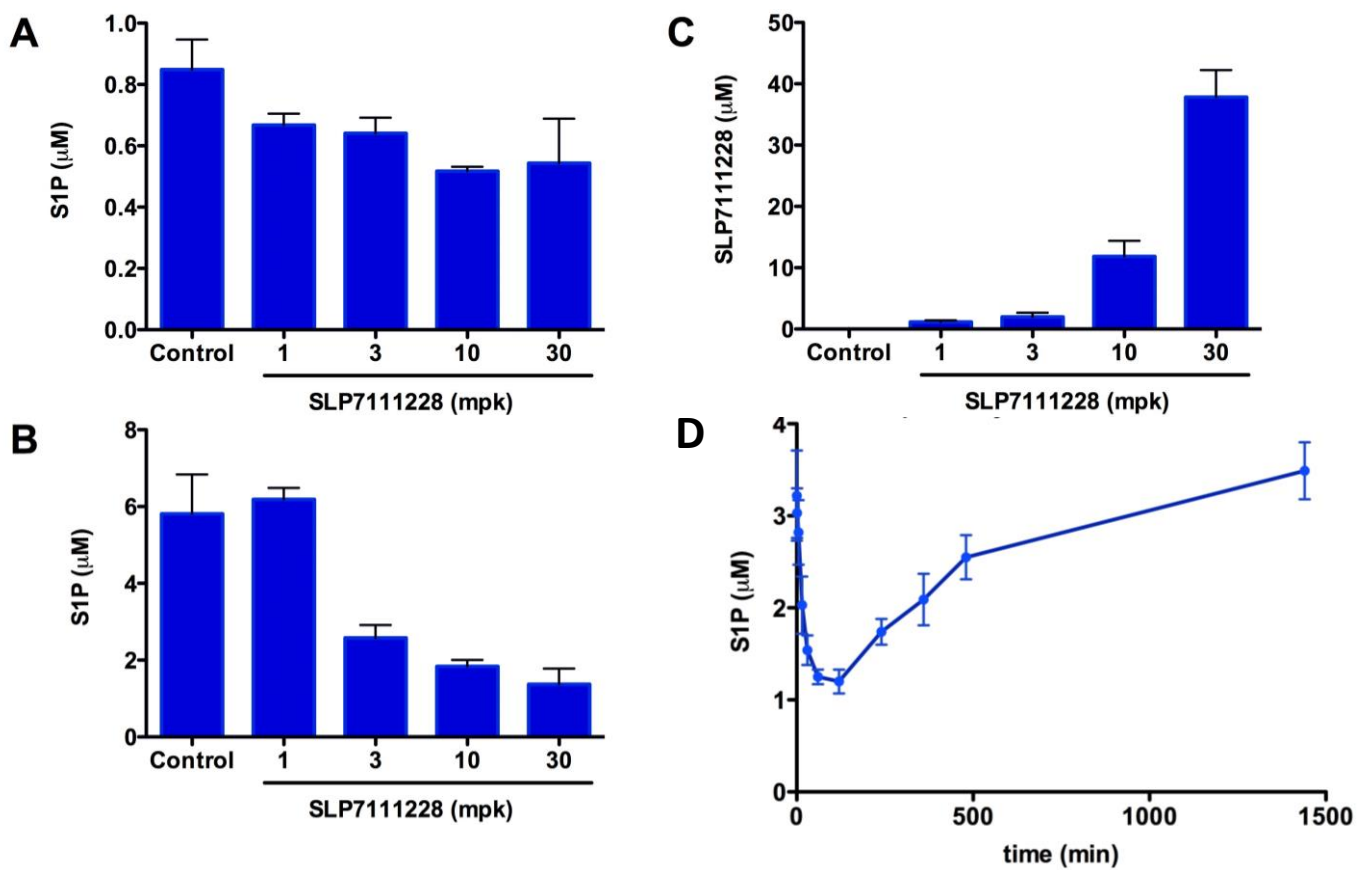 A
S1P (μM)
1.0
0.8
0.6
0.4
0.2
0.0
Control 1 3 10 30
SLP7111228 (mpk)
C
SLP7111228 (μM)
50
40
30
20
10
0
Control 1 3 10 30
SLP7111228 (mpk)
B
S1P (μM)
8
6
4
2
0
Control 1 3 10 30
SLP7111228 (mpk)
D
S1P (μM)
4
3
2
1
0
0 500 1000 1500
time (min)